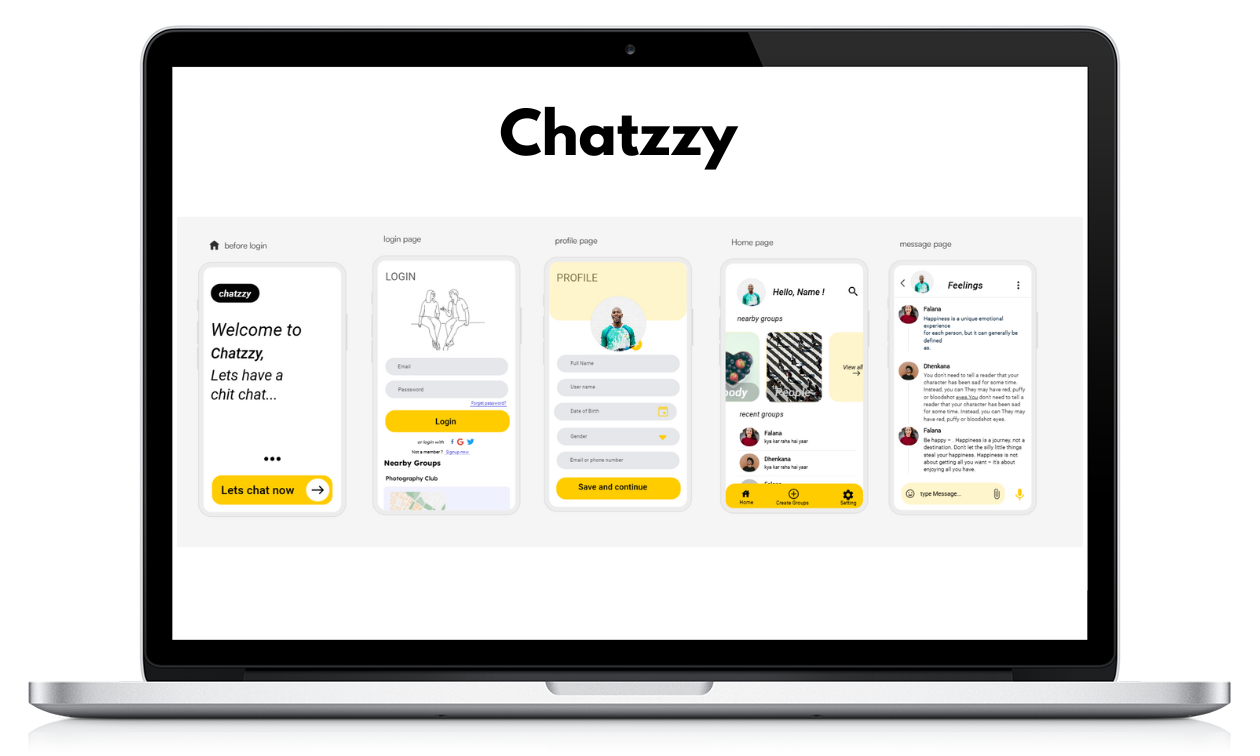 Chatzzy
before login
chatzzy
Welcome to
Chatzzy,
Lets have a
chit chat...
Lets chat now
login page
LOGIN
Email
Passsword
Forget password?
Login
or login with
Not a member ? Signup now
Nearby Groups
Photography Club
profile page
PROFILE
Full Name
User name
Date of Birth
Gender
Email or phone number
Save and continue
Home page
Hello, Name !
nearby groups
ody
People
View all
recent groups
Falana
kya kar raha hai yaar
Dhenkana
kya kar raha hai yaar
Home
Create Groups
Setting
message page
Feelings
Falana
Happiness is a unique emotional
experience
for each person, but it can generally be
defined
as.
Dhenkana
You don't need to tell a reader that your
character has been sad for some time.
Instead, you can They may have red, puffy
or bloodshot eyes.You don't need to tell a
reader that your character has been sad
for some time. Instead, you can They may
have red, puffy or bloodshot eyes.
Falana
Be happy – . Happiness is a journey, not a
destination. Don't let the silly little things
steal your happiness. Happiness is not
about getting all you want – it's about
enjoying all you have.
type Message...